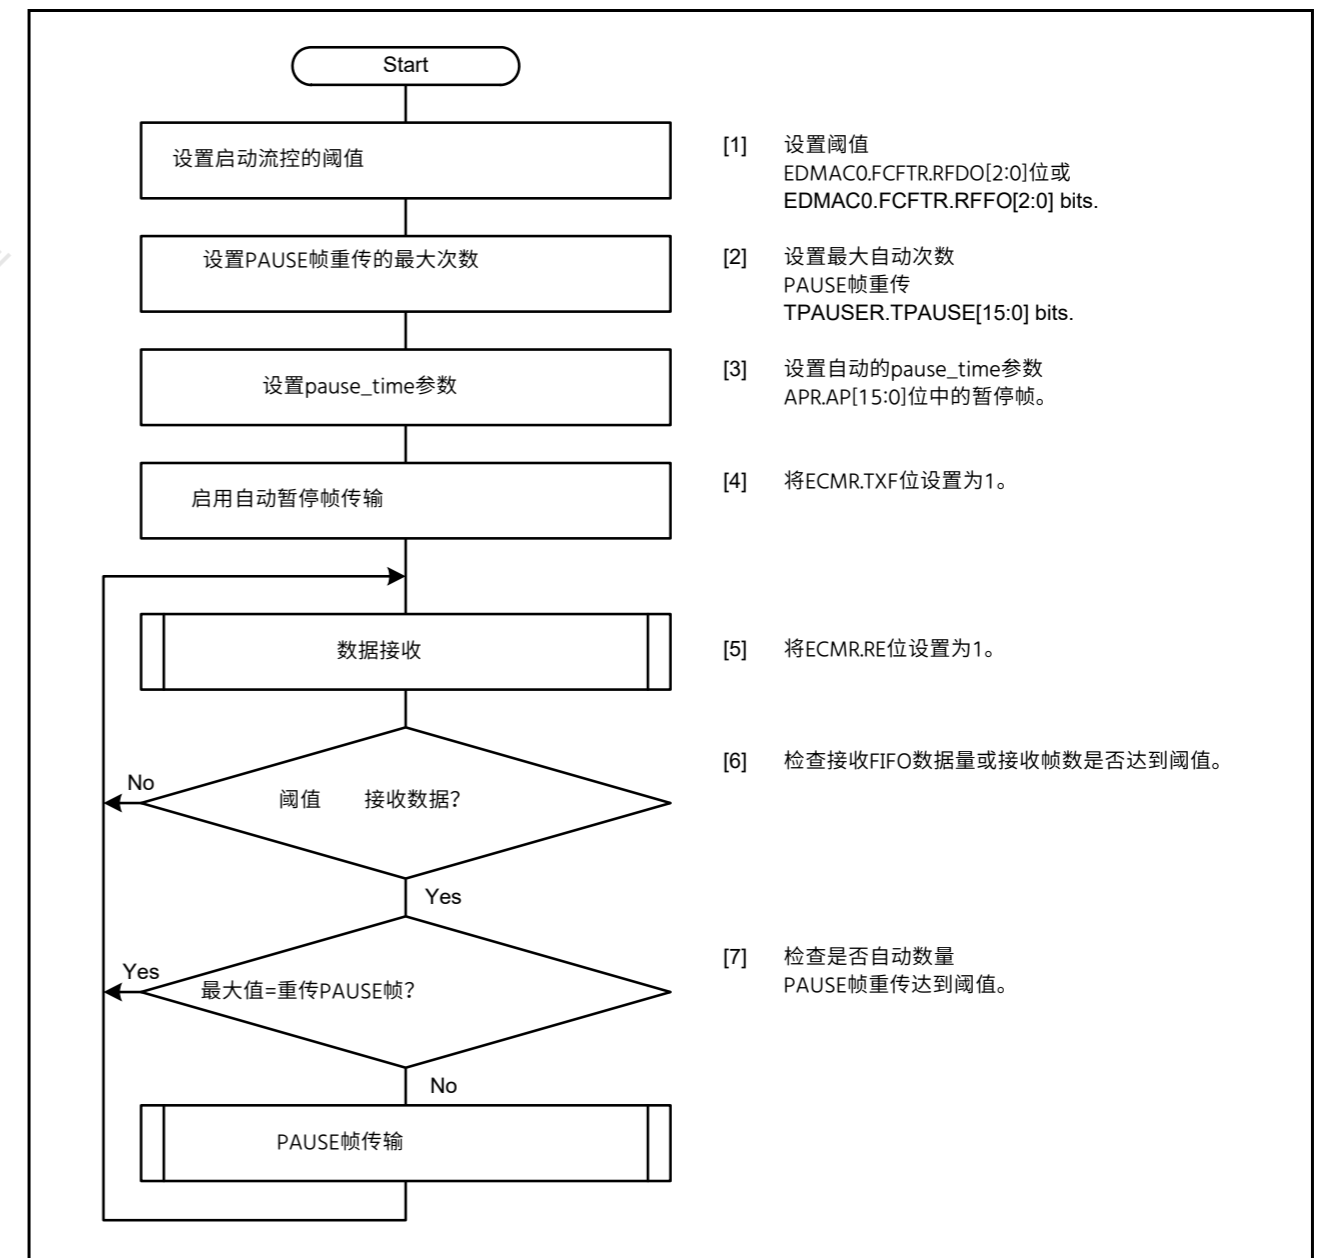 Start
设置启动流控的阈值
[1] 设置阈值
EDMAC0.FCFTR.RFDO[2:0]位或
EDMAC0.FCFTR.RFFO[2:0] bits.
设置PAUSE帧重传的最大次数
[2] 设置最大自动次数
PAUSE帧重传
TPAUSER.TPAUSE[15:0] bits.
设置pause_time参数
[3] 设置自动的pause_time参数
APR.AP[15:0]位中的暂停帧。
启用自动暂停帧传输
[4] 将ECMR.TXF位设置为1。
数据接收
[5] 将ECMR.RE位设置为1。
[6] 检查接收FIFO数据量或接收帧数是否达到阈值。
No
阈值 接收数据？
Yes
[7] 检查是否自动数量
PAUSE帧重传达到阈值。
Yes
最大值=重传PAUSE帧？
No
PAUSE帧传输